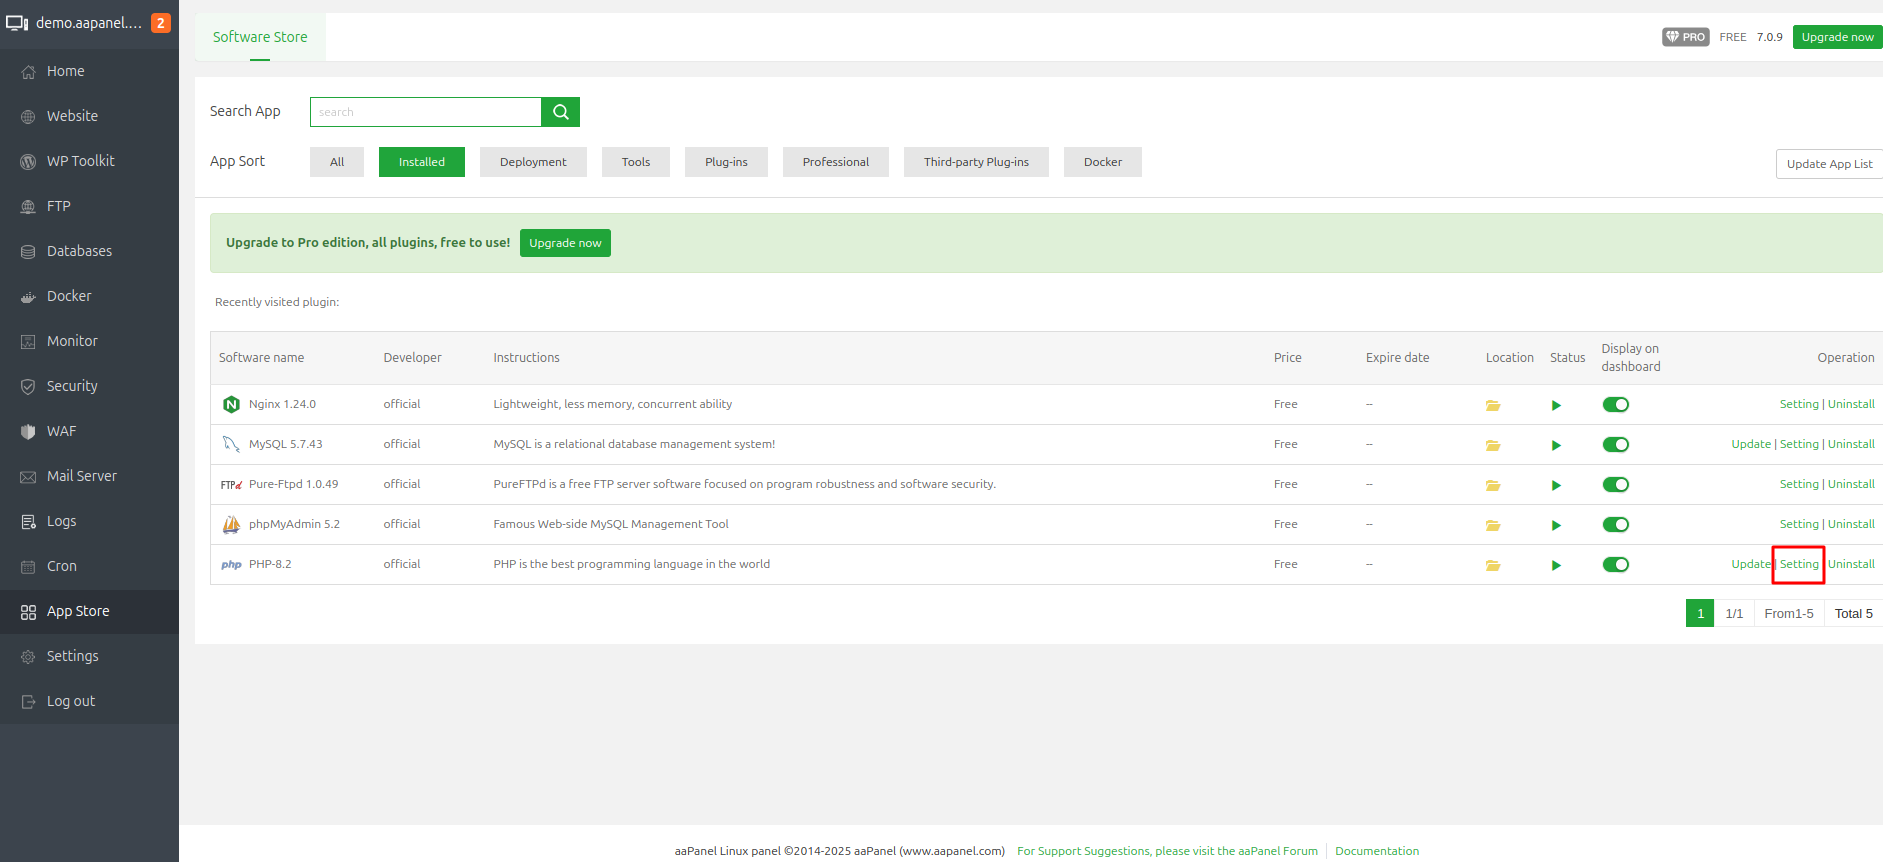 demo.aapanel.... 2
Home
Website
WP Toolkit
FTP
Databases
Docker
Monitor
Security
WAF
Mail Server
Logs
Cron
App Store
Settings
Log out
Software Store
PRO FREE 7.0.9 Upgrade now
Search App search
App Sort All Installed Deployment Tools Plug-ins Professional Third-party Plug-ins Docker Update App List
Upgrade to Pro edition, all plugins, free to use! Upgrade now
Recently visited plugin:
Software name Developer Instructions Price Expire date Location Status Display on dashboard Operation
Nginx 1.24.0 official Lightweight, less memory, concurrent ability Free -- Setting | Uninstall
MySQL 5.7.43 official MySQL is a relational database management system! Free -- Update | Setting | Uninstall
FTPd Pure-Ftpd 1.0.49 official PureFTPd is a free FTP server software focused on program robustness and software security. Free -- Setting | Uninstall
phpMyAdmin 5.2 official Famous Web-side MySQL Management Tool Free -- Setting | Uninstall
php PHP-8.2 official PHP is the best programming language in the world Free -- Update | Setting Uninstall
1 1/1 From1-5 Total 5
aaPanel Linux panel ©2014-2025 aaPanel (www.aapanel.com) For Support Suggestions, please visit the aaPanel Forum Documentation